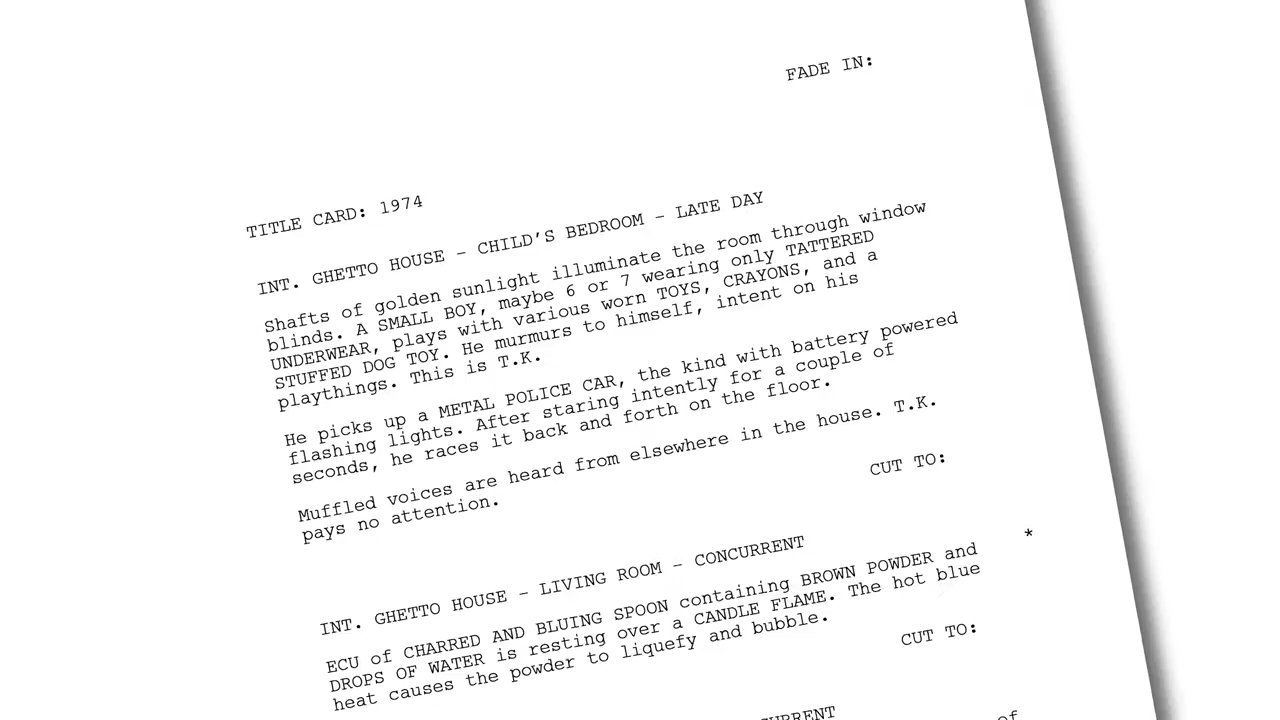 FADE IN:
TITLE CARD: 1974
INT. GHETTO HOUSE - CHILD'S BEDROOM - LATE DAY
Shafts of golden sunlight illuminate the room through window
blinds. A SMALL BOY, maybe 6 or 7 wearing only TATTERED
UNDERWEAR, plays with various worn TOYS, CRAYONS, and a
STUFFED DOG TOY. He murmurs to himself, intent on his
playthings. This is T.K.
He picks up a METAL POLICE CAR, the kind with battery powered
flashing lights. After staring intently for a couple of
seconds, he races it back and forth on the floor.
Muffled voices are heard from elsewhere in the house. T.K.
pays no attention.
CUT TO:
INT. GHETTO HOUSE - LIVING ROOM - CONCURRENT
*
ECU of CHARRED AND BLUING SPOON containing BROWN POWDER and
DROPS OF WATER is resting over a CANDLE FLAME. The hot blue
heat causes the powder to liquefy and bubble.
CUT TO:
of